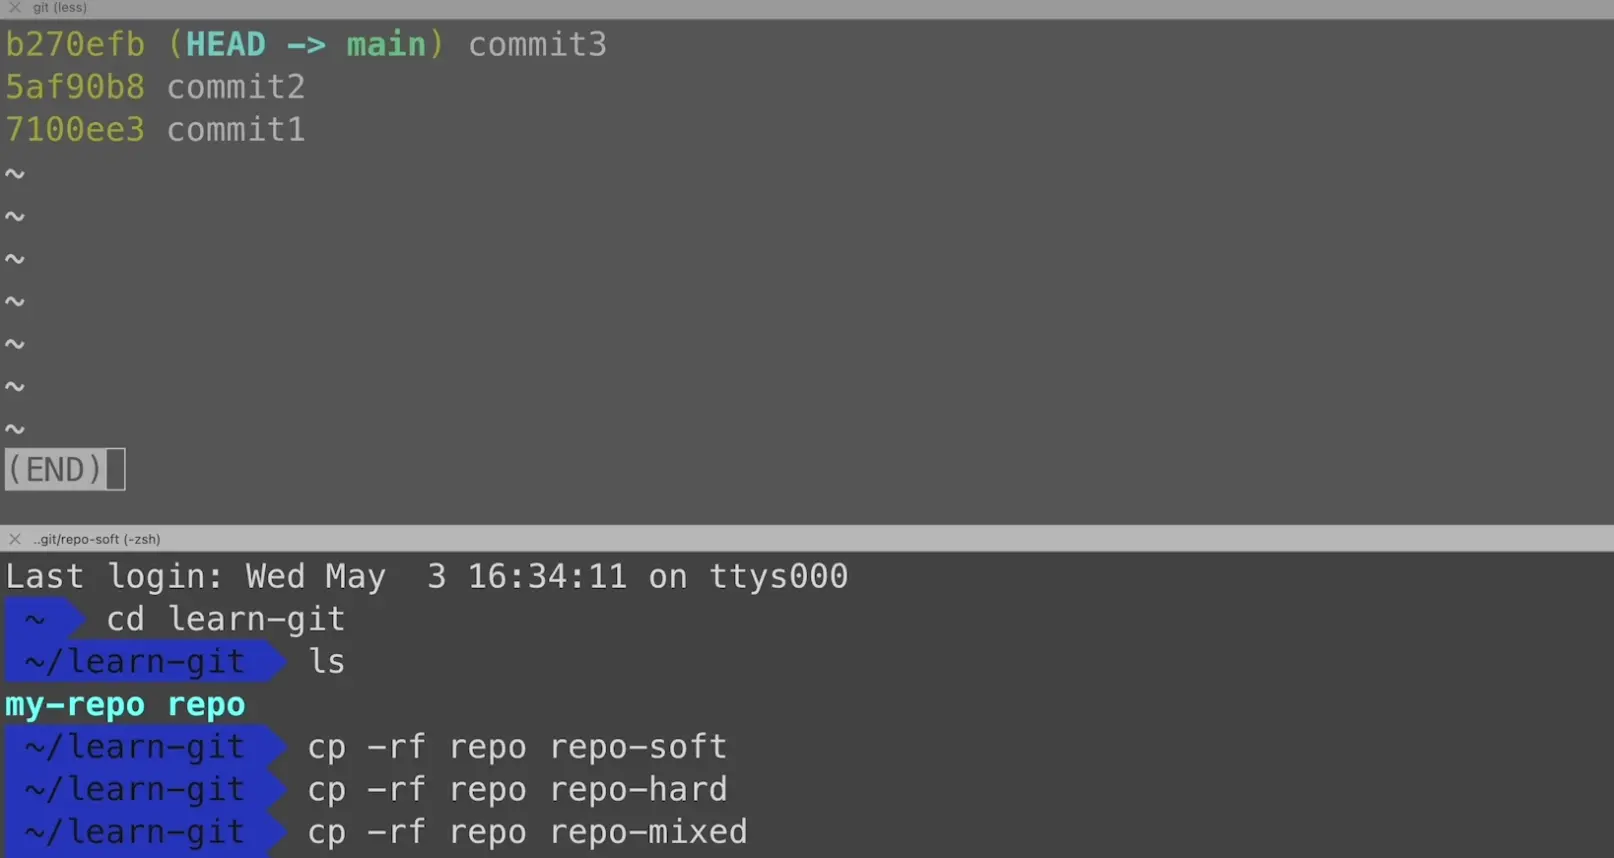 git (less)
b270efb (HEAD -> main) commit3
5af90b8 commit2
7100ee3 commit1
~
~
~
~
~
~
~
(END)
..git/repo-soft (-zsh)
Last login: Wed May  3 16:34:11 on ttys000
~ cd learn-git
~/learn-git ls
my-repo repo
~/learn-git cp -rf repo repo-soft
~/learn-git cp -rf repo repo-hard
~/learn-git cp -rf repo repo-mixed